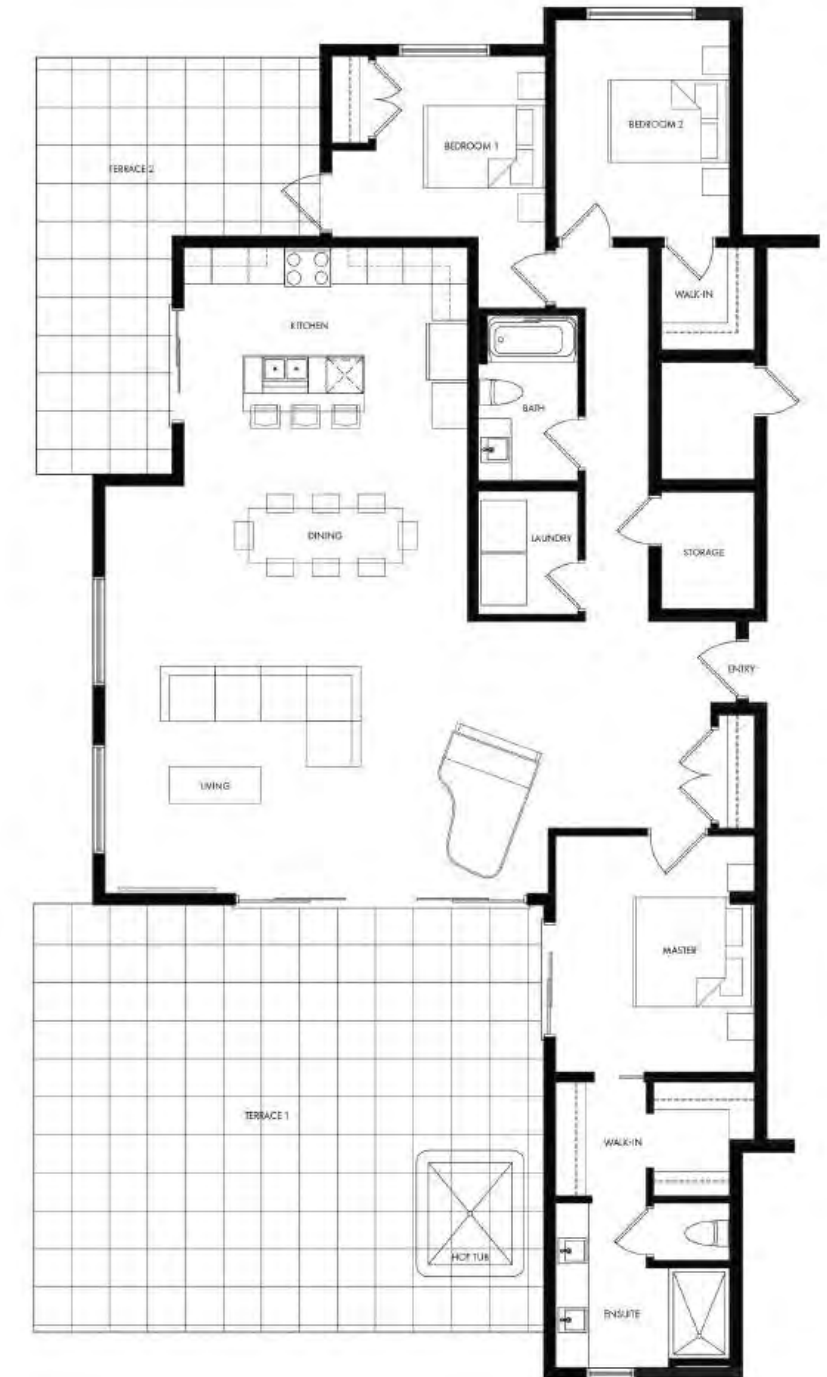 BEDROOM 2
BEDROOM 1
TERRACE 2
WALK-IN
KITCHEN
BATH
DINING
LAUNDRY
STORAGE
ENTRY
LIVING
MASTER
TERRACE 1
WALK-IN
HOT TUB
ENSUITE